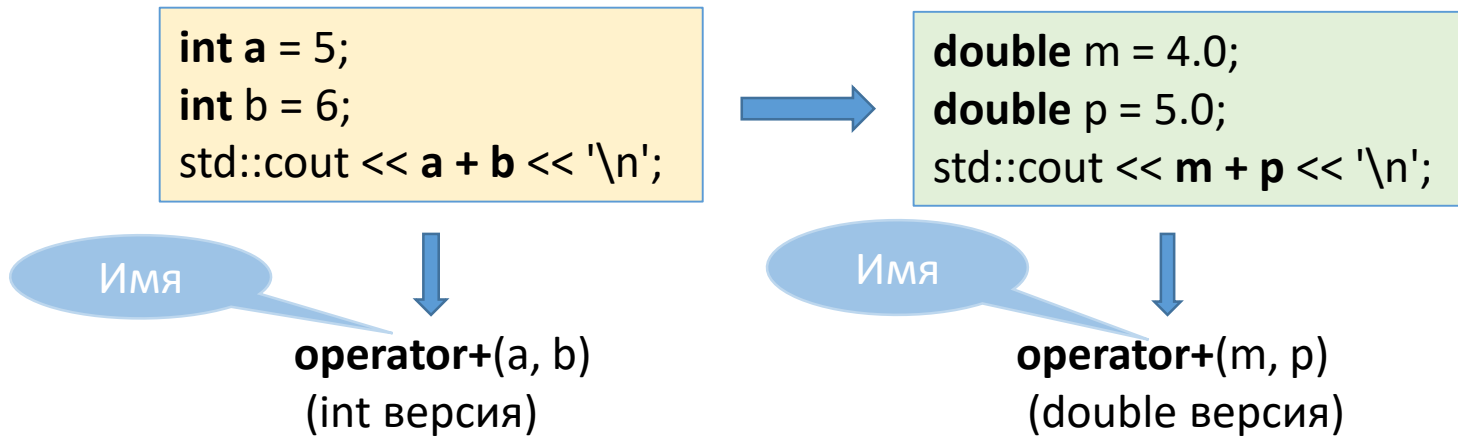 int a = 5;
int b = 6;
std::cout << a + b << '\n';
double m = 4.0;
double p = 5.0;
std::cout << m + p << '\n';
Имя
Имя
operator+(a, b)
(int версия)
operator+(m, p)
(double версия)